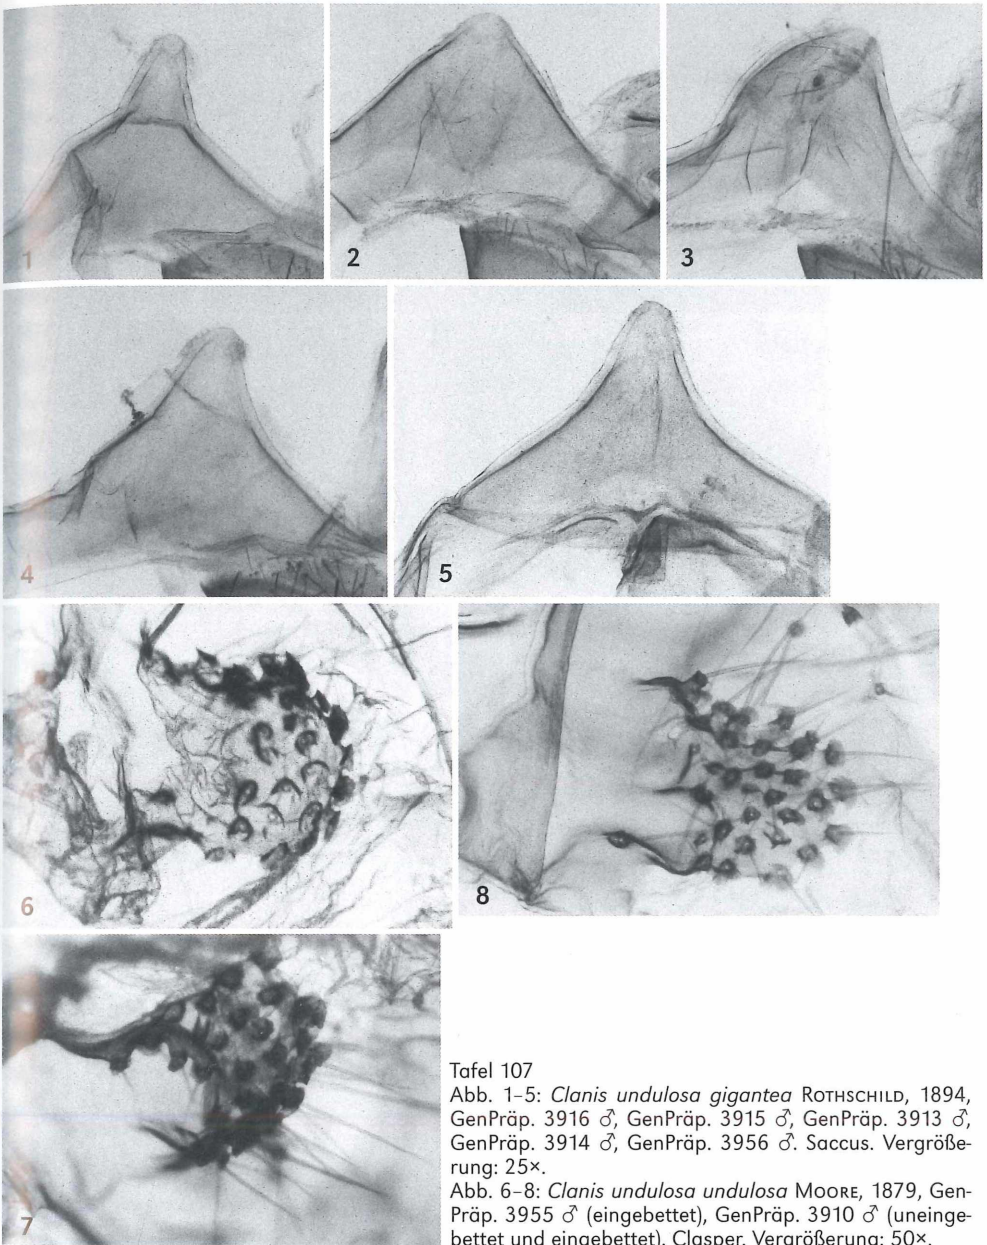 1
2
3
4
5
6
8
7
Tafel 107
Abb. 1–5: Clanis undulosa gigantea ROTHSCHILD, 1894,
GenPräp. 3916 ♂, GenPräp. 3915 ♂, GenPräp. 3913 ♂,
GenPräp. 3914 ♂, GenPräp. 3956 ♂. Saccus. Vergröße-
rung: 25×.
Abb. 6–8: Clanis undulosa undulosa MOORE, 1879, Gen-
Präp. 3955 ♂ (eingebettet), GenPräp. 3910 ♂ (uneinge-
bettet und eingebettet). Clasper. Vergrößerung: 50×.